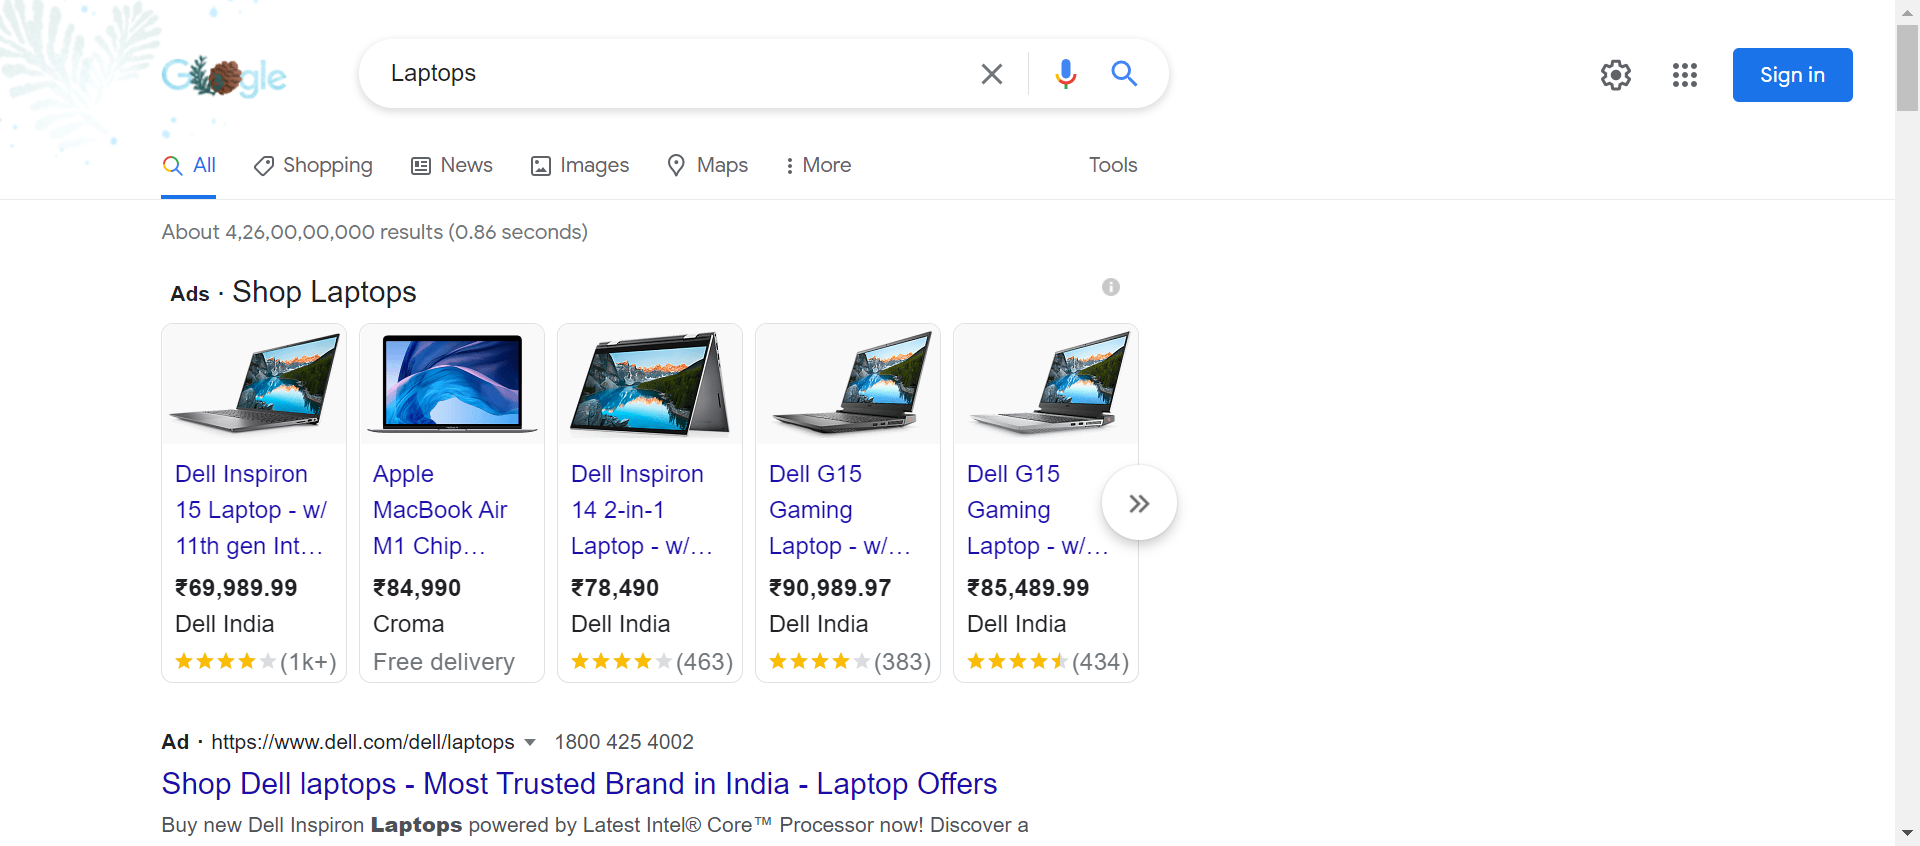 Google
Laptops
Sign in
All
Shopping
News
Images
Maps
More
Tools
About 4,26,00,00,000 results (0.86 seconds)
Ads · Shop Laptops
Dell Inspiron
15 Laptop - w/
11th gen Int...
₹69,989.99
Dell India
(1k+)
Apple
MacBook Air
M1 Chip...
₹84,990
Croma
Free delivery
Dell Inspiron
14 2-in-1
Laptop - w/...
₹78,490
Dell India
(463)
Dell G15
Gaming
Laptop - w/...
₹90,989.97
Dell India
(383)
Dell G15
Gaming
Laptop - w/...
₹85,489.99
Dell India
(434)
Ad · https://www.dell.com/dell/laptops 1800 425 4002
Shop Dell laptops - Most Trusted Brand in India - Laptop Offers
Buy new Dell Inspiron Laptops powered by Latest Intel® Core™ Processor now! Discover a